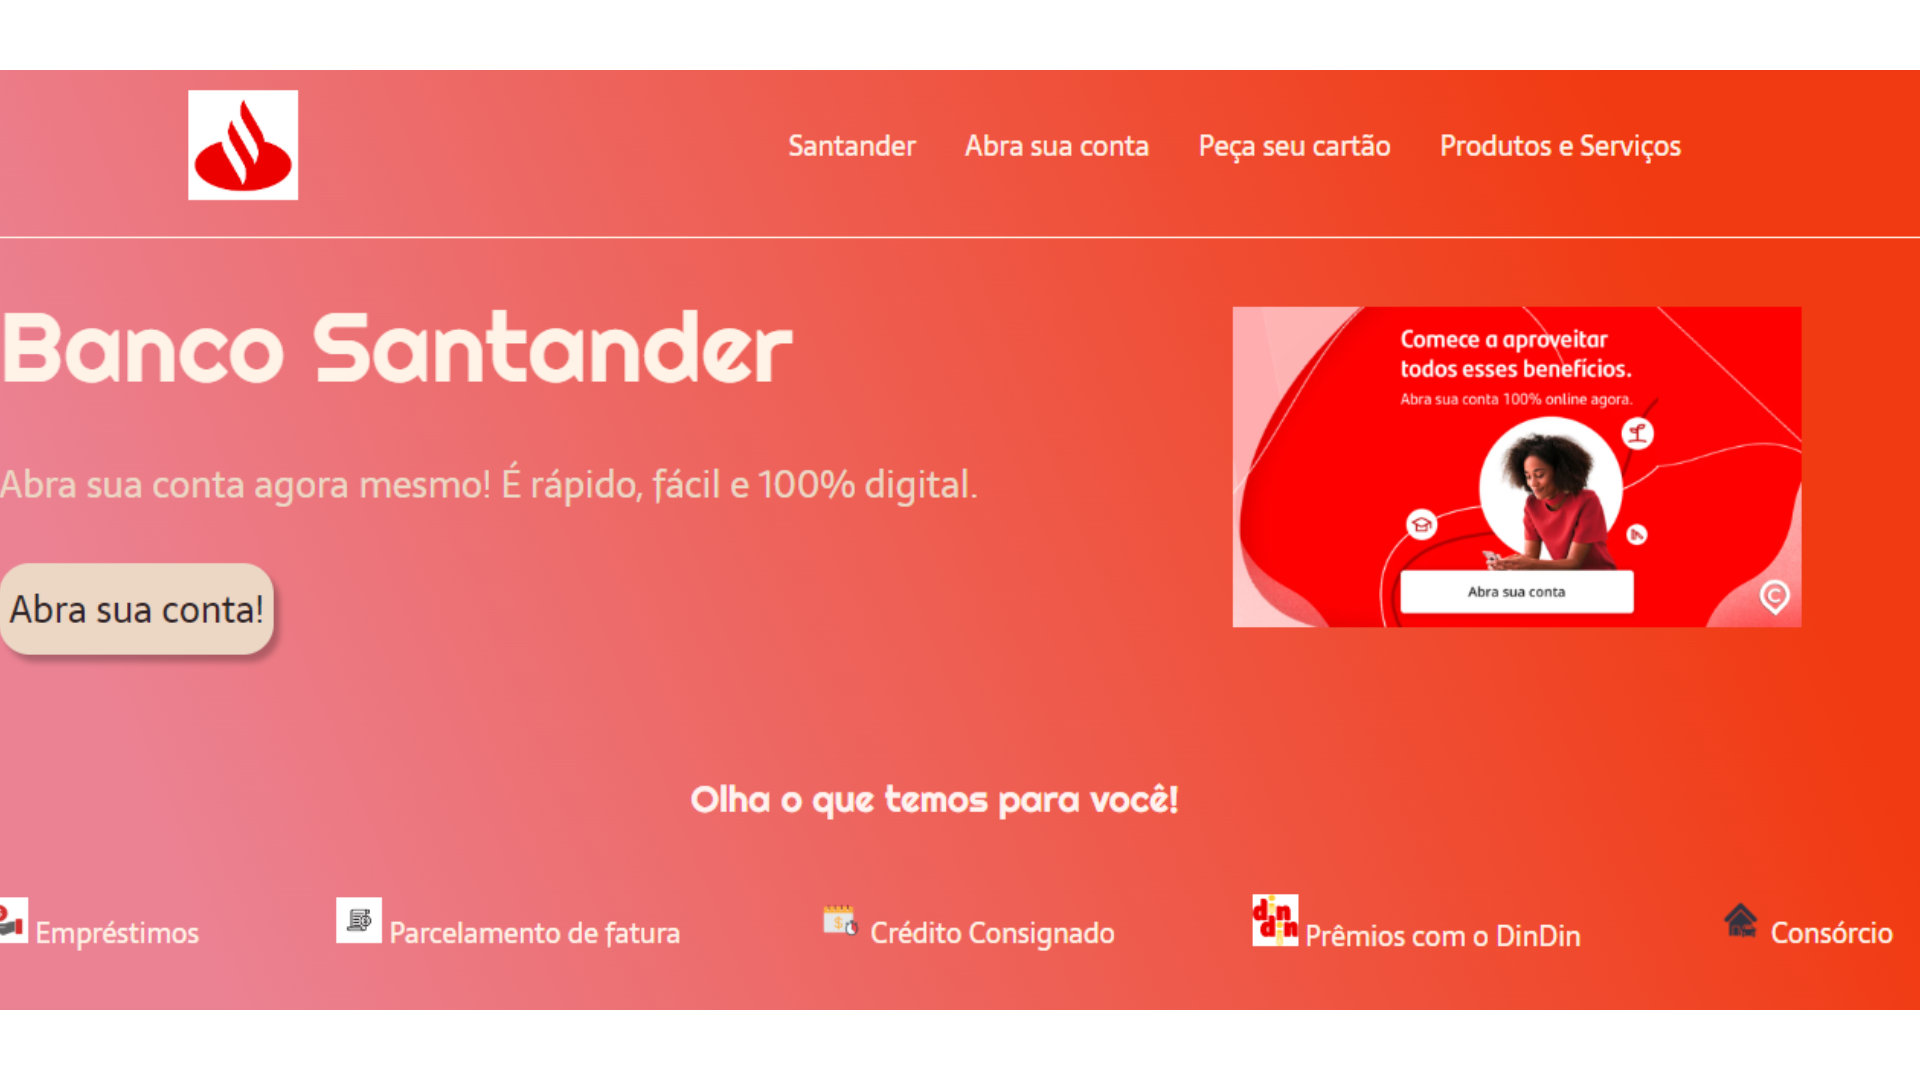 Santander Abra sua conta Peça seu cartão Produtos e Serviços
Banco Santander
Abra sua conta agora mesmo! É rápido, fácil e 100% digital.
Abra sua conta!
Comece a aproveitar
todos esses benefícios.
Abra sua conta 100% online agora.
Abra sua conta
Olha o que temos para você!
Empréstimos
Parcelamento de fatura
Crédito Consignado
din din
Prêmios com o DinDin
Consórcio